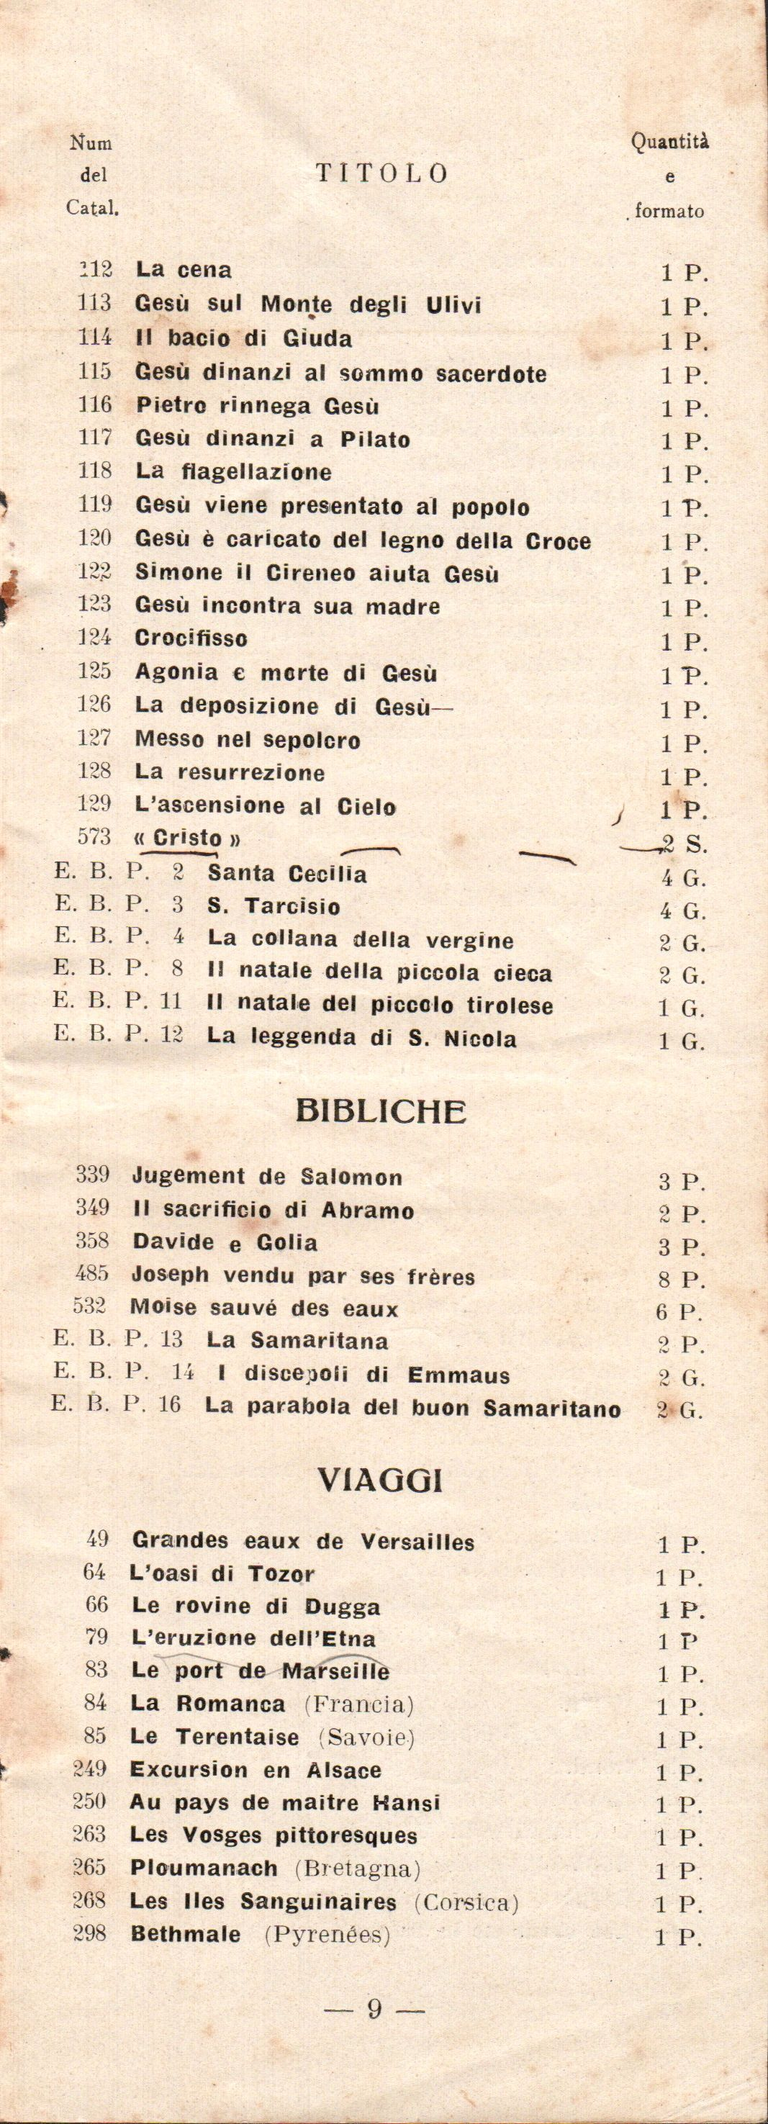 Num
del
Catal.
TITOLO
Quantità
e
formato
112 La cena 1 P.
113 Gesù sul Monte degli Ulivi 1 P.
114 Il bacio di Giuda 1 P.
115 Gesù dinanzi al sommo sacerdote 1 P.
116 Pietro rinnega Gesù 1 P.
117 Gesù dinanzi a Pilato 1 P.
118 La flagellazione 1 P.
119 Gesù viene presentato al popolo 1 P.
120 Gesù è caricato del legno della Croce 1 P.
122 Simone il Cireneo aiuta Gesù 1 P.
123 Gesù incontra sua madre 1 P.
124 Crocifisso 1 P.
125 Agonia e morte di Gesù 1 P.
126 La deposizione di Gesù— 1 P.
127 Messo nel sepolcro 1 P.
128 La resurrezione 1 P.
129 L'ascensione al Cielo 1 P.
573 « Cristo » 2 S.
E. B. P. 2 Santa Cecilia 4 G.
E. B. P. 3 S. Tarcisio 4 G.
E. B. P. 4 La collana della vergine 2 G.
E. B. P. 8 Il natale della piccola cieca 2 G.
E. B. P. 11 Il natale del piccolo tirolese 1 G.
E. B. P. 12 La leggenda di S. Nicola 1 G.
BIBLICHE
339 Jugement de Salomon 3 P.
349 Il sacrificio di Abramo 2 P.
358 Davide e Golia 3 P.
485 Joseph vendu par ses frères 8 P.
532 Moise sauvé des eaux 6 P.
E. B. P. 13 La Samaritana 2 P.
E. B. P. 14 I discepoli di Emmaus 2 G.
E. B. P. 16 La parabola del buon Samaritano 2 G.
VIAGGI
49 Grandes eaux de Versailles 1 P.
64 L'oasi di Tozor 1 P.
66 Le rovine di Dugga 1 P.
79 L'eruzione dell'Etna 1 P
83 Le port de Marseille 1 P.
84 La Romanca (Francia) 1 P.
85 Le Terentaise (Savoie) 1 P.
249 Excursion en Alsace 1 P.
250 Au pays de maitre Hansi 1 P.
263 Les Vosges pittoresques 1 P.
265 Ploumanach (Bretagna) 1 P.
268 Les Iles Sanguinaires (Corsica) 1 P.
298 Bethmale (Pyrenées) 1 P.
— 9 —